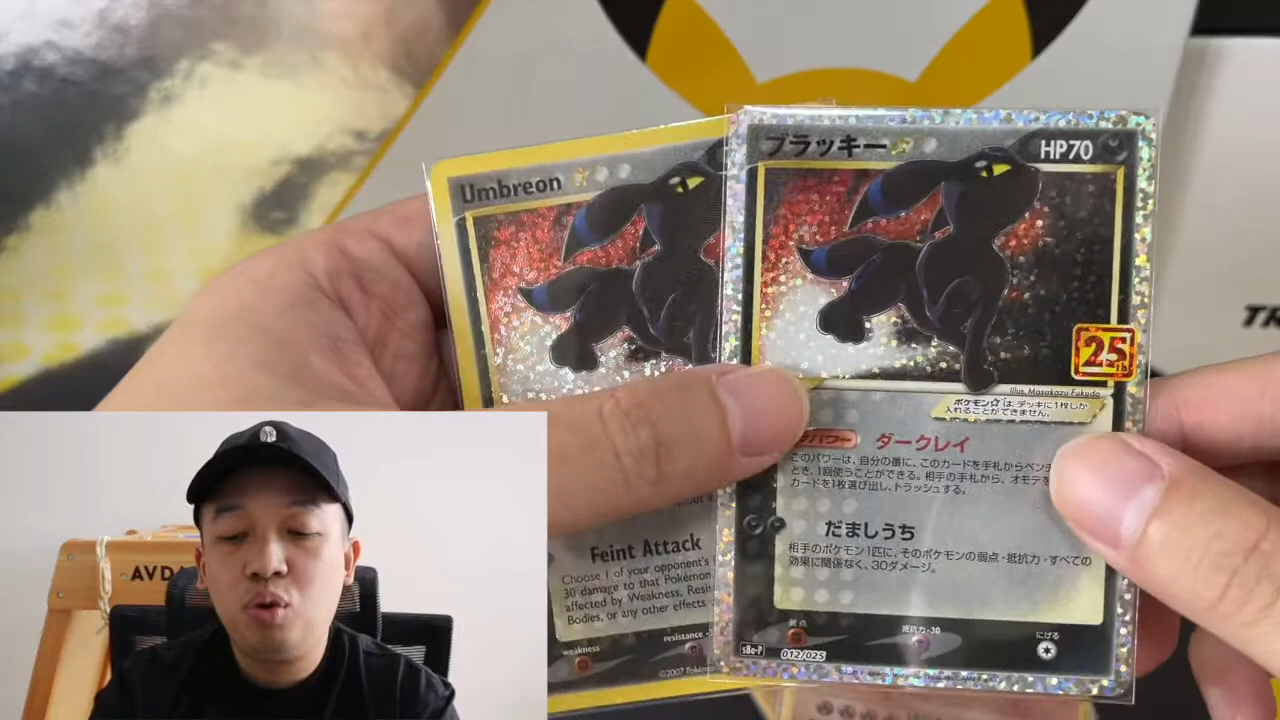 Umbreon
Feint Attack
Choose 1 of your opponent's
30 damage to that Pokémon
affected by Weakness, Resis
Bodies, or any other effects
weakness
resistance -
©2007 Pokém
ブラッキー
HP70
25th
Illus. Masakazu Fukuda
ポケモン☆は、デッキに1枚しか
入れることができません。
パワー ダークレイ
このパワーは、自分の番に、このカードを手札からベンチ
とき、1回使うことができる。相手の手札から、オモテを
カードを1枚選び出し、トラッシュする。
だましうち
相手のポケモン1匹に、そのポケモンの弱点・抵抗力・すべての
効果に関係なく、30ダメージ。
弱点
抵抗力 -30
にげる
s8a-P
012/025
AVDA
TR